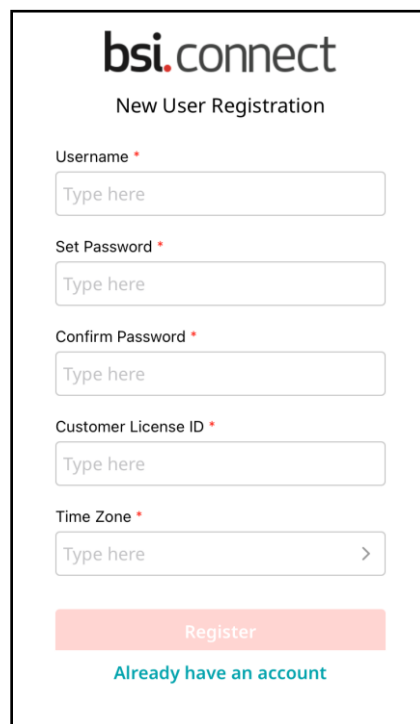 bsi.connect
New User Registration
Username *
Type here
Set Password *
Type here
Confirm Password *
Type here
Customer License ID *
Type here
Time Zone *
Type here
Register
Already have an account